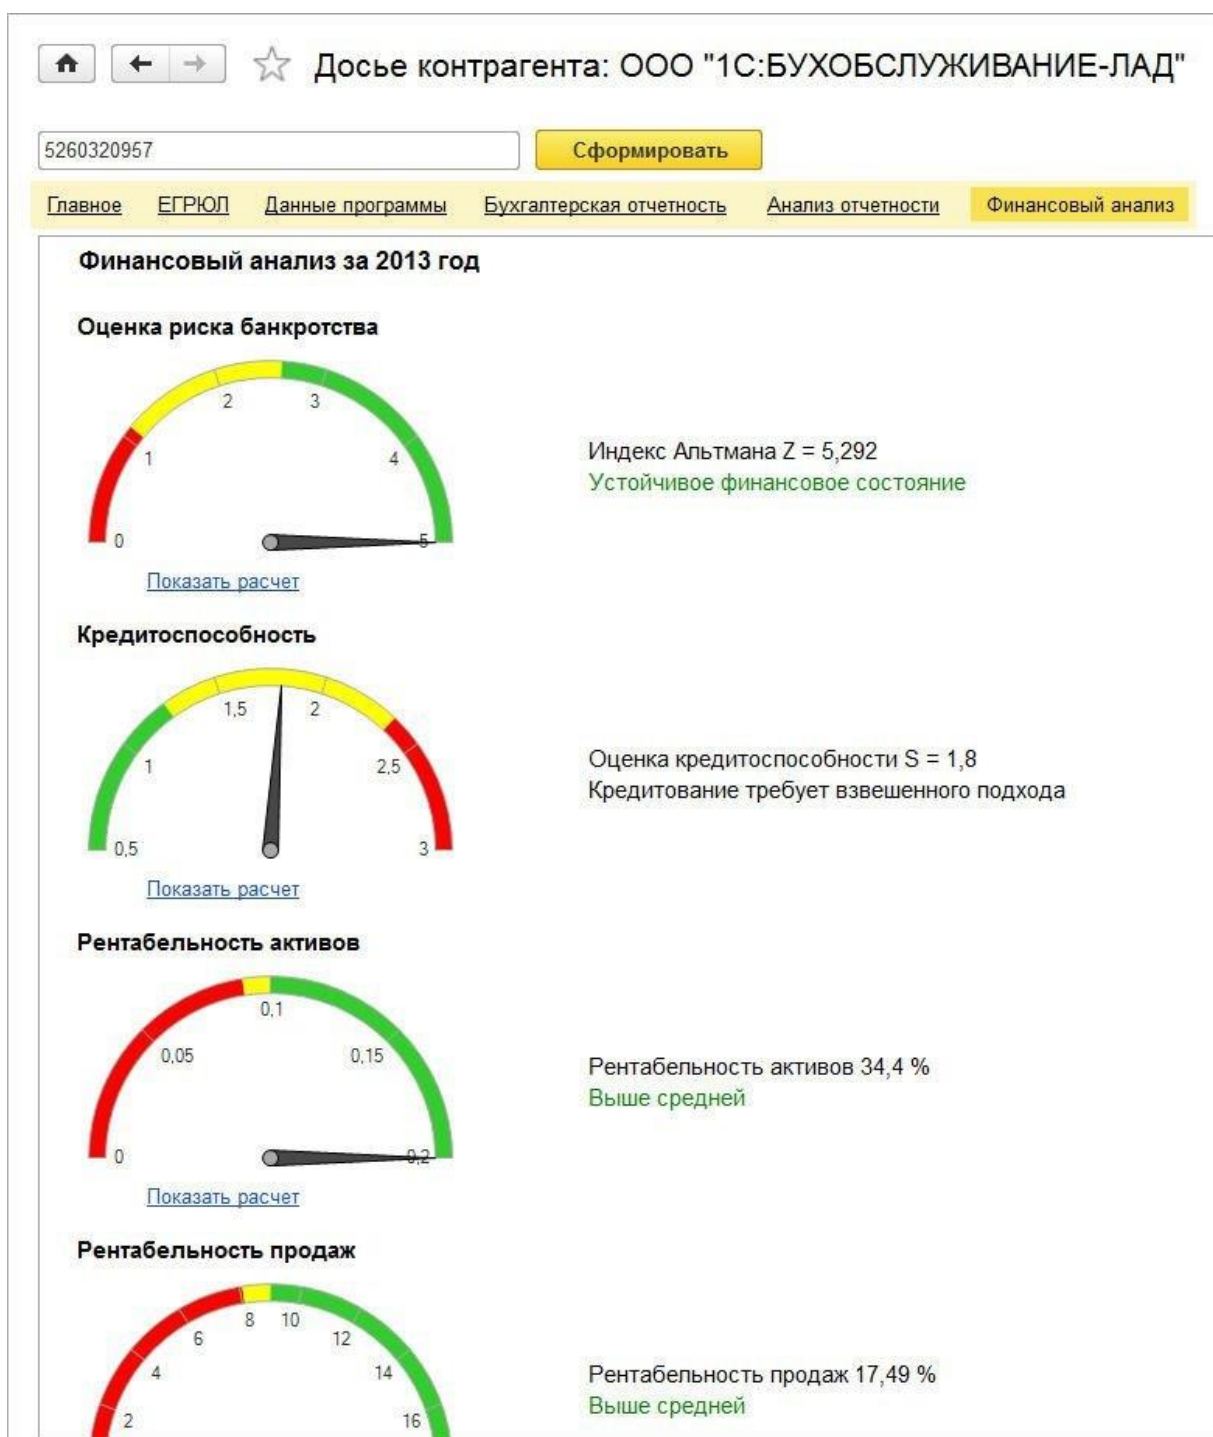 Досье контрагента: ООО "1С:БУХОБСЛУЖИВАНИЕ-ЛАД"
5260320957 Сформировать
Главное ЕГРЮЛ Данные программы Бухгалтерская отчетность Анализ отчетности Финансовый анализ
Финансовый анализ за 2013 год
Оценка риска банкротства
2 3
1 4
0 5
Индекс Альтмана Z = 5,292
Устойчивое финансовое состояние
Показать расчет
Кредитоспособность
1,5 2
1 2,5
0,5 3
Оценка кредитоспособности S = 1,8
Кредитование требует взвешенного подхода
Показать расчет
Рентабельность активов
0,1
0,05 0,15
0 0,2
Рентабельность активов 34,4 %
Выше средней
Показать расчет
Рентабельность продаж
8 10
6 12
4 14
2 16
Рентабельность продаж 17,49 %
Выше средней